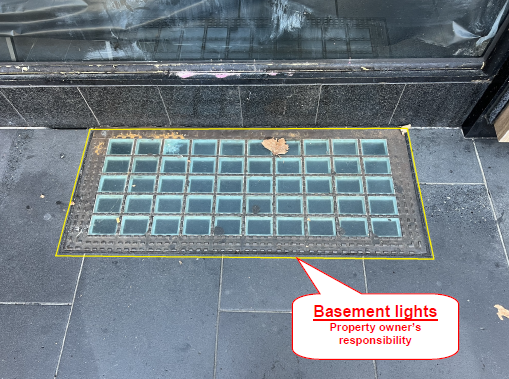 Basement lights
Property owner's
responsibility